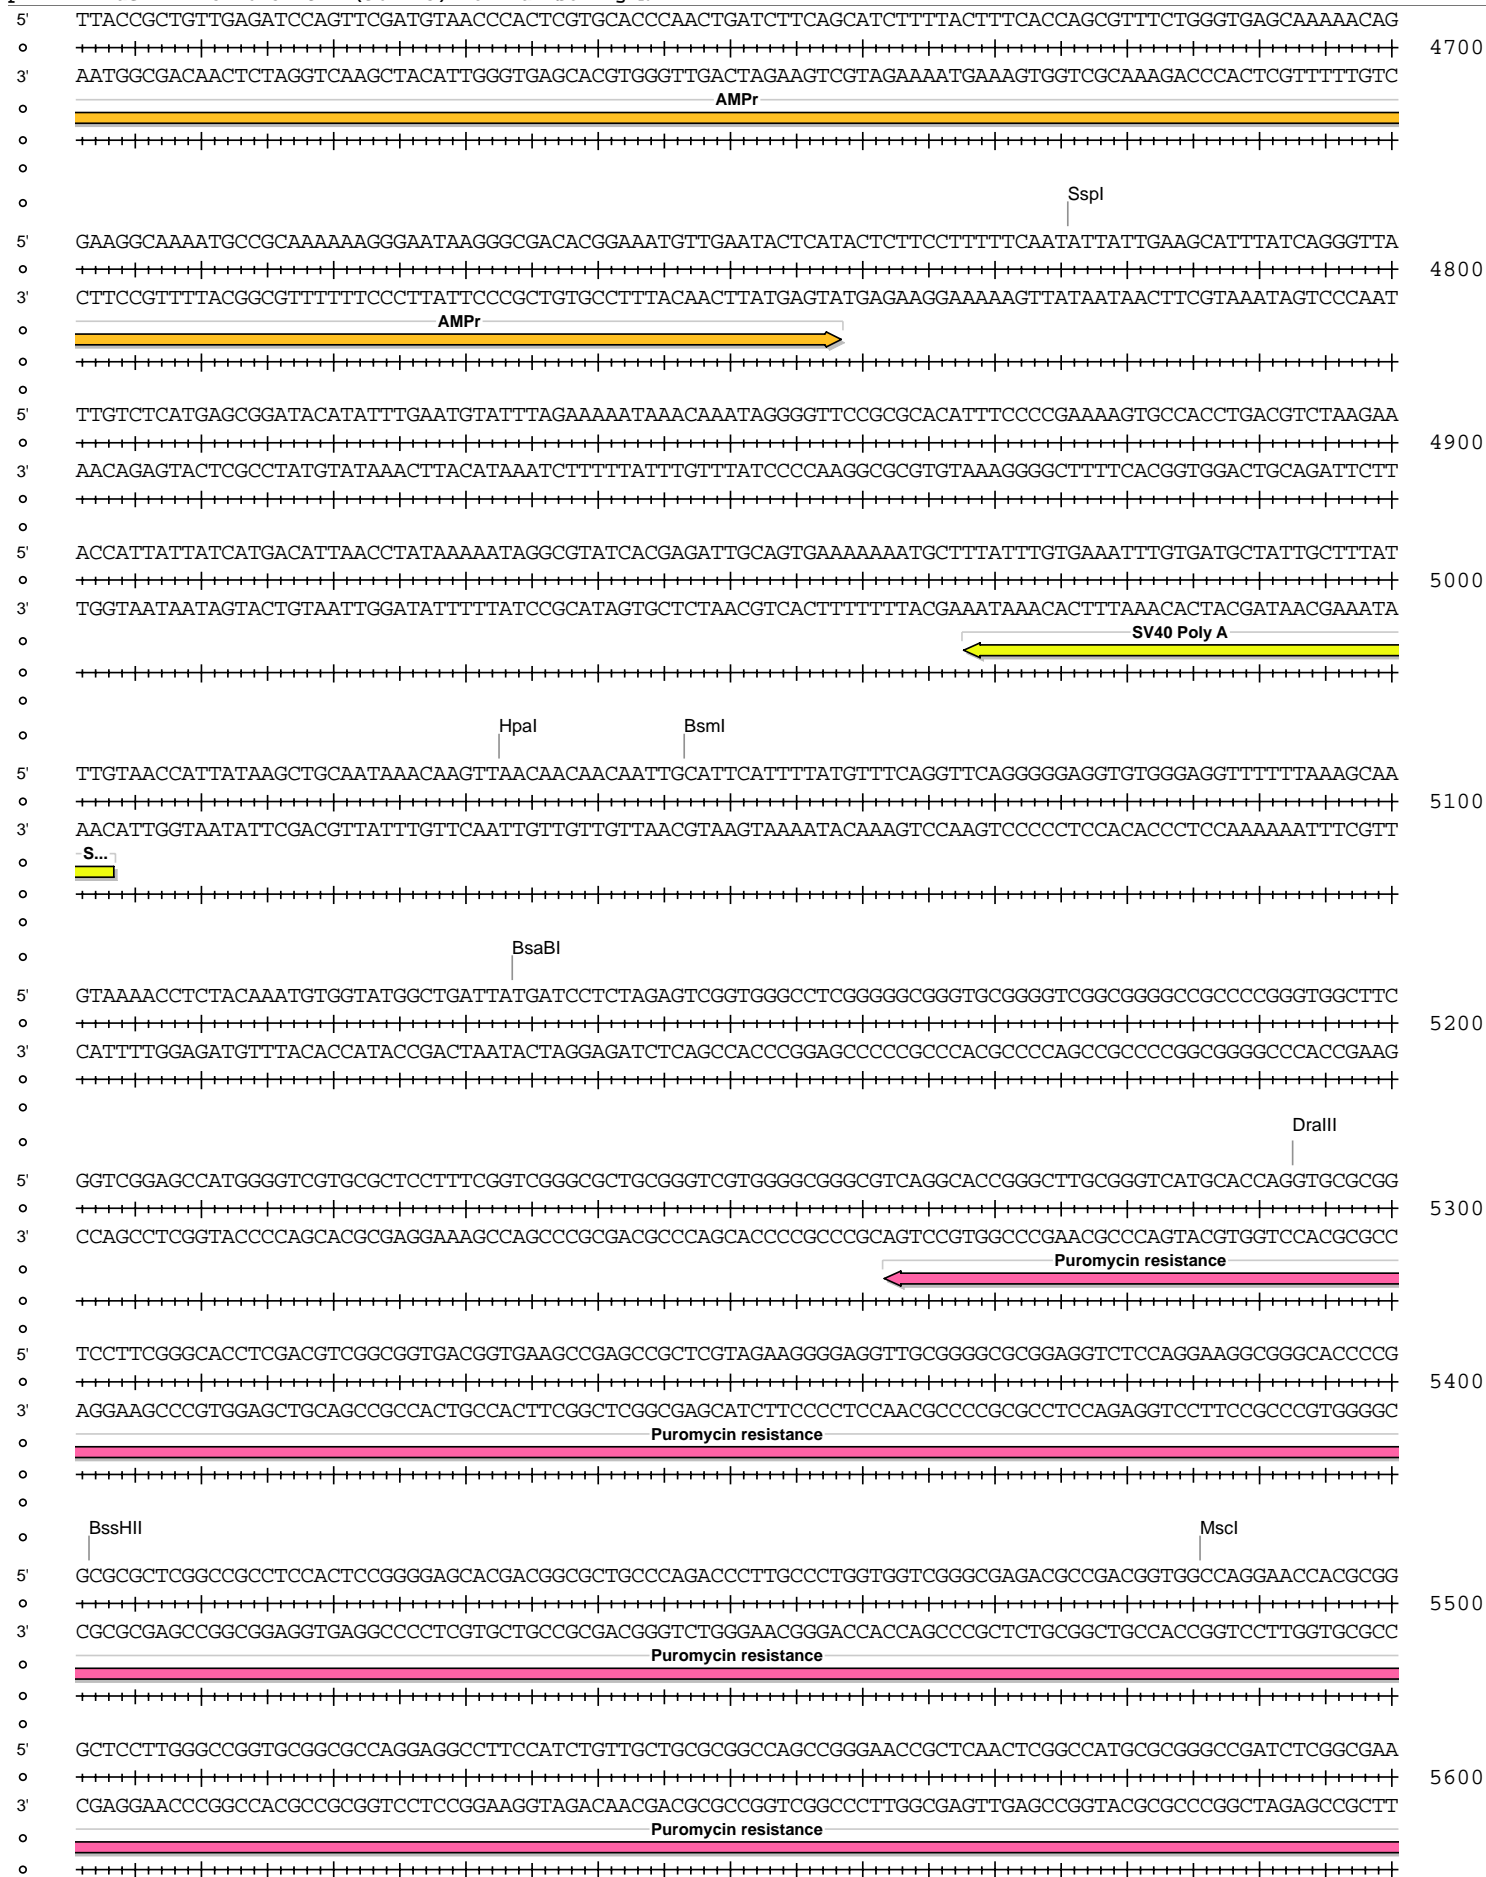 5' TTACCGCTGTTGAGATCCAGTTCGATGTAACCCACTCGTGCACCCAACTGATCTTCAGCATCTTTTACTTTCACCAGCGTTTCTGGGTGAGCAAAAACAG
4700
3' AATGGCGACAACTCTAGGTCAAGCTACATTGGGTGAGCACGTGGGTTGACTAGAAGTCGTAGAAAATGAAAGTGGTCGCAAAGACCCACTCGTTTTTGTC
AMPr
SspI
5' GAAGGCAAAATGCCGCAAAAAAGGGAATAAGGGCGACACGGAAATGTTGAATACTCATACTCTTCCTTTTTCAATATTATTGAAGCATTTATCAGGGTTA
4800
3' CTTCCGTTTTACGGCGTTTTTTCCCTTATTCCCGCTGTGCCTTTACAACTTATGAGTATGAGAAGGAAAAAGTTATAATAACTTCGTAAATAGTCCCAAT
AMPr
5' TTGTCTCATGAGCGGATACATATTTGAATGTATTTAGAAAAATAAACAAATAGGGGTTCCGCGCACATTTCCCCGAAAAGTGCCACCTGACGTCTAAGAA
4900
3' AACAGAGTACTCGCCTATGTATAAACTTACATAAATCTTTTTATTTGTTTATCCCCAAGGCGCGTGTAAAGGGGCTTTTCACGGTGGACTGCAGATTCTT
5' ACCATTATTATCATGACATTAACCTATAAAAATAGGCGTATCACGAGATTGCAGTGAAAAAAATGCTTTATTTGTGAAATTTGTGATGCTATTGCTTTAT
5000
3' TGGTAATAATAGTACTGTAATTGGATATTTTTATCCGCATAGTGCTCTAACGTCACTTTTTTTACGAAATAAACACTTTAAACACTACGATAACGAAATA
SV40 Poly A
HpaI BsmI
5' TTGTAACCATTATAAGCTGCAATAAACAAGTTAACAACAACAATTGCATTCATTTTATGTTTCAGGTTCAGGGGGAGGTGTGGGAGGTTTTTTAAAGCAA
5100
3' AACATTGGTAATATTCGACGTTATTTGTTCAATTGTTGTTGTTAACGTAAGTAAAATACAAAGTCCAAGTCCCCCTCCACACCCTCCAAAAAATTTCGTT
S...
BsaBI
5' GTAAAACCTCTACAAATGTGGTATGGCTGATTATGATCCTCTAGAGTCGGTGGGCCTCGGGGGCGGGTGCGGGGTCGGCGGGGCCGCCCCGGGTGGCTTC
5200
3' CATTTTGGAGATGTTTACACCATACCGACTAATACTAGGAGATCTCAGCCACCCGGAGCCCCCGCCCACGCCCCAGCCGCCCCGGCGGGGCCCACCGAAG
DraIII
5' GGTCGGAGCCATGGGGTCGTGCGCTCCTTTCGGTCGGGCGCTGCGGGTCGTGGGGCGGGCGTCAGGCACCGGGCTTGCGGGTCATGCACCAGGTGCGCGG
5300
3' CCAGCCTCGGTACCCCAGCACGCGAGGAAAGCCAGCCCGCGACGCCCAGCACCCCGCCCGCAGTCCGTGGCCCGAACGCCCAGTACGTGGTCCACGCGCC
Puromycin resistance
5' TCCTTCGGGCACCTCGACGTCGGCGGTGACGGTGAAGCCGAGCCGCTCGTAGAAGGGGAGGTTGCGGGGCGCGGAGGTCTCCAGGAAGGCGGGCACCCCG
5400
3' AGGAAGCCCGTGGAGCTGCAGCCGCCACTGCCACTTCGGCTCGGCGAGCATCTTCCCCTCCAACGCCCCGCGCCTCCAGAGGTCCTTCCGCCCGTGGGGC
Puromycin resistance
BssHII MscI
5' GCGCGCTCGGCCGCCTCCACTCCGGGGAGCACGACGGCGCTGCCCAGACCCTTGCCCTGGTGGTCGGGCGAGACGCCGACGGTGGCCAGGAACCACGCGG
5500
3' CGCGCGAGCCGGCGGAGGTGAGGCCCCTCGTGCTGCCGCGACGGGTCTGGGAACGGGACCACCAGCCCGCTCTGCGGCTGCCACCGGTCCTTGGTGCGCC
Puromycin resistance
5' GCTCCTTGGGCCGGTGCGGCGCCAGGAGGCCTTCCATCTGTTGCTGCGCGGCCAGCCGGGAACCGCTCAACTCGGCCATGCGCGGGCCGATCTCGGCGAA
5600
3' CGAGGAACCCGGCCACGCCGCGGTCCTCCGGAAGGTAGACAACGACGCGCCGGTCGGCCCTTGGCGAGTTGAGCCGGTACGCGCCCGGCTAGAGCCGCTT
Puromycin resistance